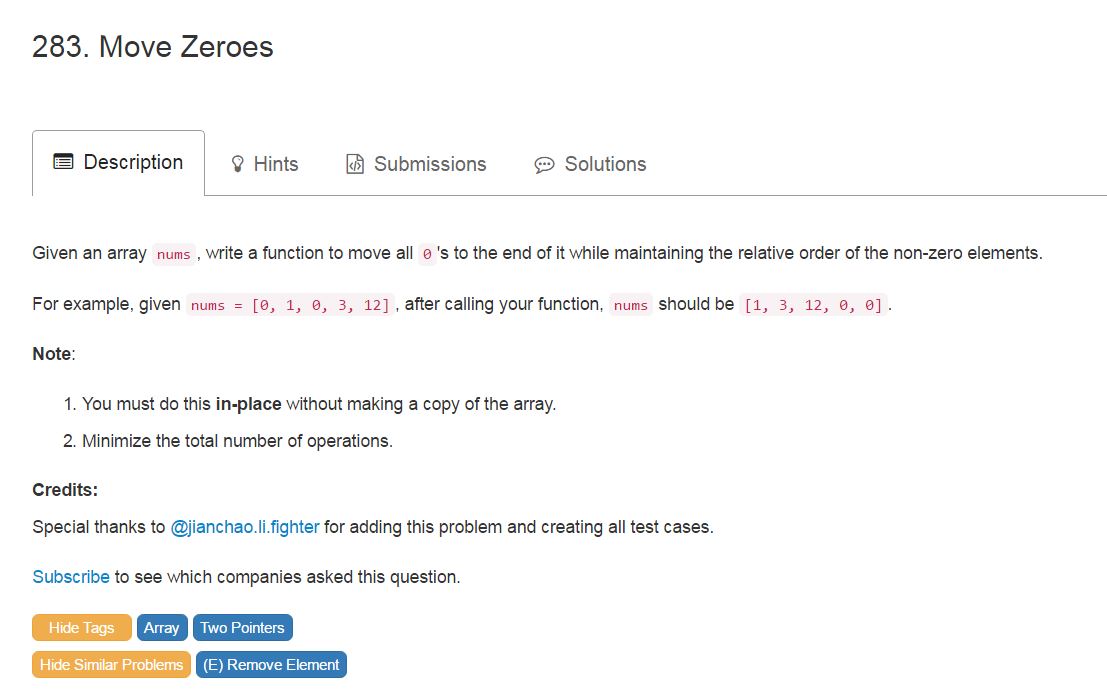 283. Move Zeroes
Description Hints Submissions Solutions
Given an array nums , write a function to move all 0 's to the end of it while maintaining the relative order of the non-zero elements.
For example, given nums = [0, 1, 0, 3, 12] , after calling your function, nums should be [1, 3, 12, 0, 0] .
Note:
1. You must do this in-place without making a copy of the array.
2. Minimize the total number of operations.
Credits:
Special thanks to @jianchao.li.fighter for adding this problem and creating all test cases.
Subscribe to see which companies asked this question.
Hide Tags Array Two Pointers
Hide Similar Problems (E) Remove Element